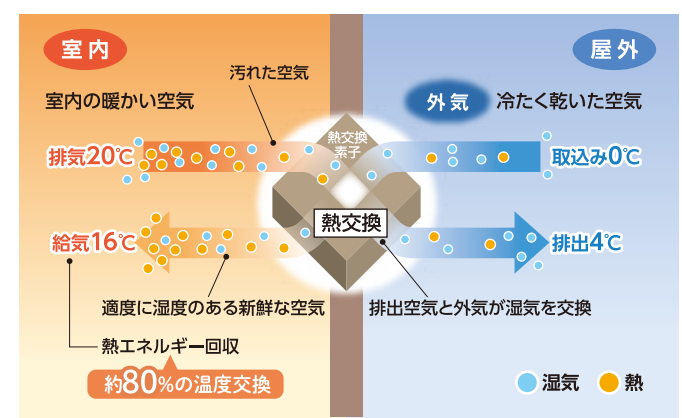 室内
屋外
汚れた空気
室内の暖かい空気
外気
冷たく乾いた空気
熱交換
素子
排気20℃
取込み0℃
熱交換
給気16℃
排出4℃
適度に湿度のある新鮮な空気
排出空気と外気が湿気を交換
熱エネルギー回収
約80%の温度交換
湿気
熱